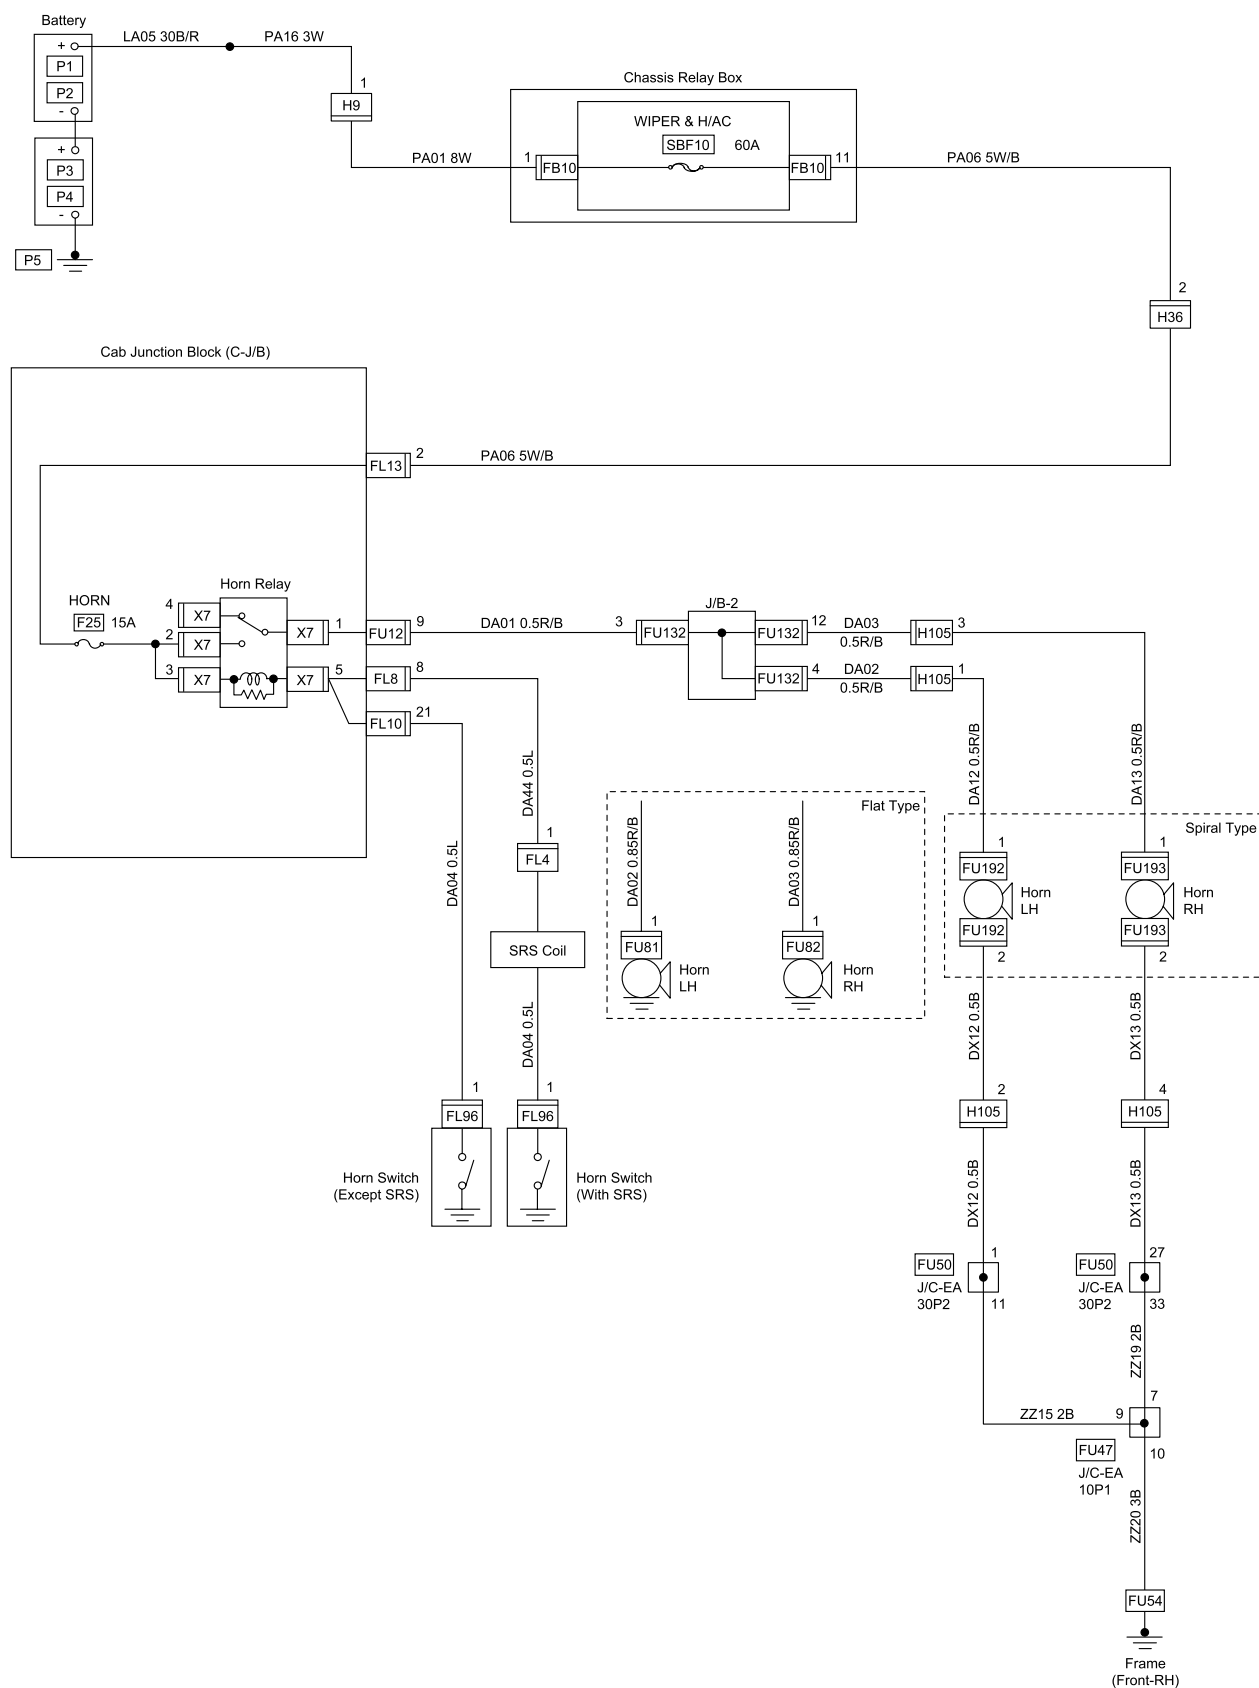 Battery
+
P1
P2
-
+
P3
P4
-
P5
LA05 30B/R
PA16 3W
1
H9
PA01 8W
Chassis Relay Box
WIPER & H/AC
SBF10 60A
1
FB10
FB10
11
PA06 5W/B
2
H36
Cab Junction Block (C-J/B)
FL13
2
PA06 5W/B
HORN
F25 15A
Horn Relay
4
X7
2
X7
3
X7
X7
1
X7
5
FU12
9
FL8
8
FL10
21
DA01 0.5R/B
J/B-2
3
FU132
FU132
12
FU132
4
DA03
0.5R/B
DA02
0.5R/B
H105
3
H105
1
DA12 0.5R/B
DA13 0.5R/B
DA44 0.5L
DA04 0.5L
1
FL4
SRS Coil
DA04 0.5L
1
FL96
1
FL96
Horn Switch
(Except SRS)
Horn Switch
(With SRS)
Flat Type
DA02 0.85R/B
DA03 0.85R/B
1
FU81
Horn
LH
1
FU82
Horn
RH
Spiral Type
1
FU192
Horn
LH
FU192
2
1
FU193
Horn
RH
FU193
2
DX12 0.5B
DX13 0.5B
2
H105
4
H105
DX12 0.5B
DX13 0.5B
FU50
J/C-EA
30P2
1
11
FU50
J/C-EA
30P2
27
33
ZZ19 2B
7
ZZ15 2B
9
FU47
J/C-EA
10P1
10
ZZ20 3B
FU54
Frame
(Front-RH)